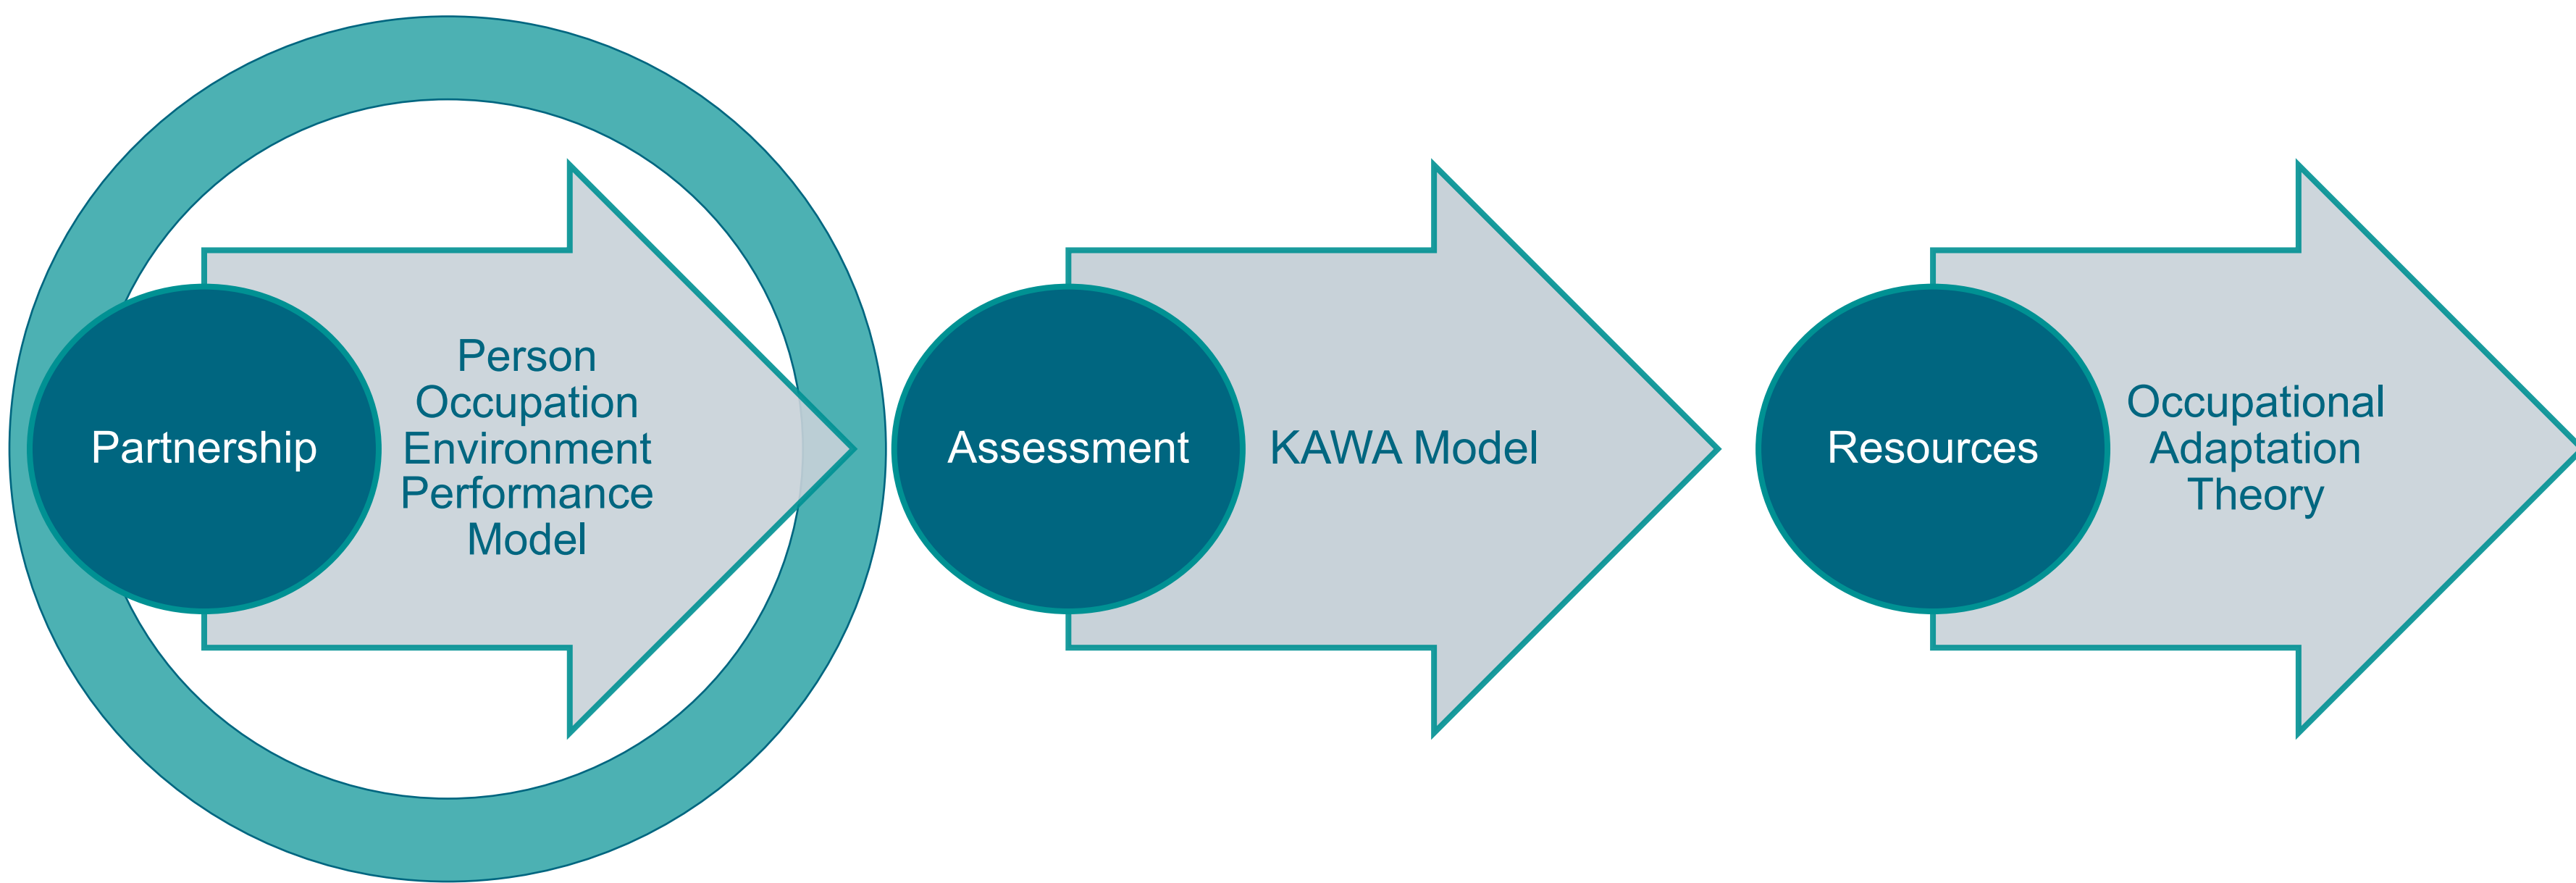 Partnership
Person
Occupation
Environment
Performance
Model
Assessment
KAWA Model
Resources
Occupational
Adaptation
Theory